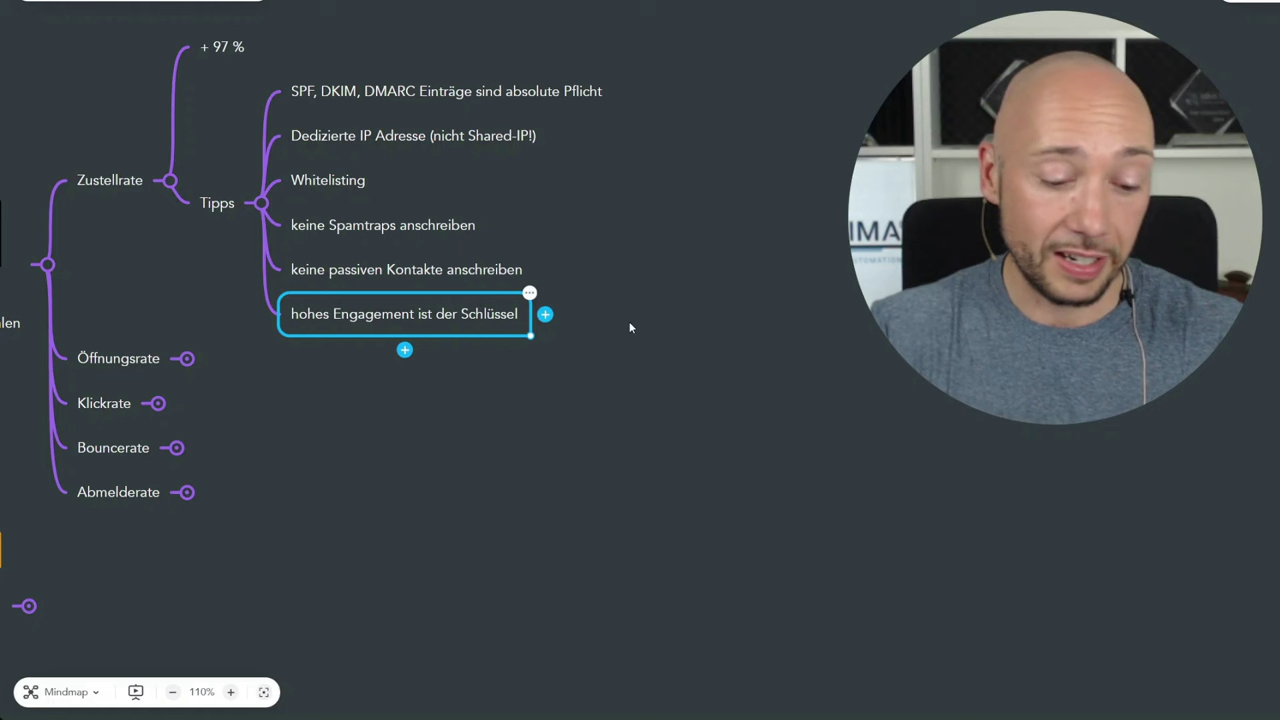 + 97 %
SPF, DKIM, DMARC Einträge sind absolute Pflicht
Dedizierte IP Adresse (nicht Shared-IP!)
Zustellrate
Whitelisting
Tipps
keine Spamtraps anschreiben
keine passiven Kontakte anschreiben
hohes Engagement ist der Schlüssel
Öffnungsrate
Klickrate
Bouncerate
Abmelderate
Mindmap
110%